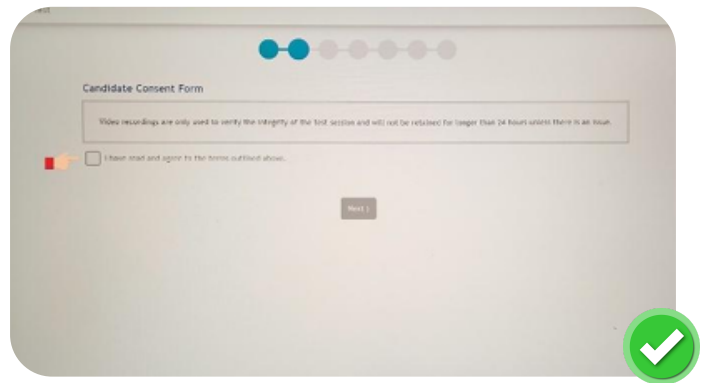 Candidate Consent Form
Video recordings are only used to verify the integrity of the test session and will not be retained for longer than 24 hours unless there is an issue.
I have read and agree to the terms outlined above.
Next